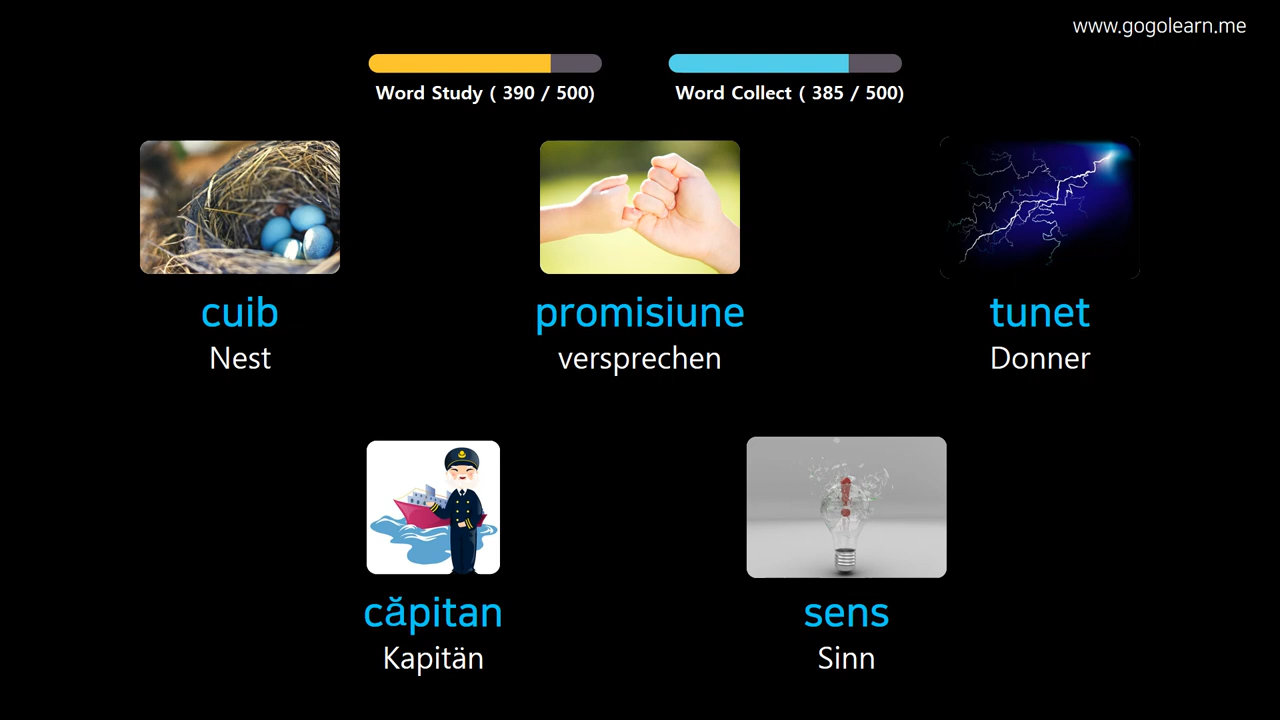 www.gogolearn.me
Word Study ( 390 / 500)
Word Collect ( 385 / 500)
cuib
Nest
promisiune
versprechen
tunet
Donner
căpitan
Kapitän
sens
Sinn